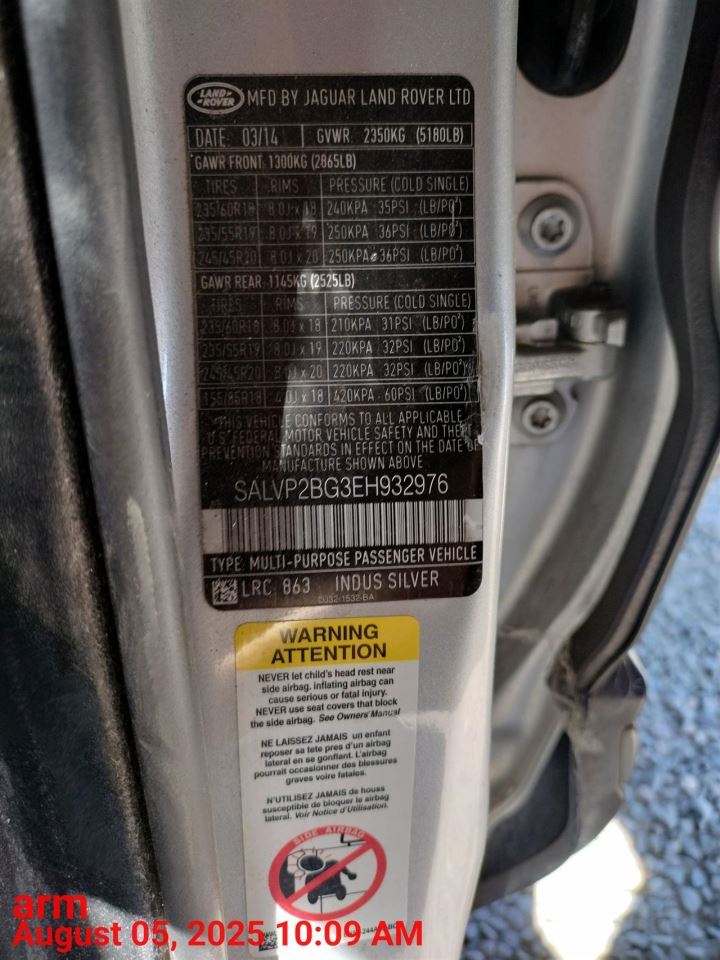 LAND ROVER MFD BY JAGUAR LAND ROVER LTD
DATE: 03/14 GVWR. 2350KG (5180LB)
GAWR FRONT 1300KG (2865LB)
TIRES RIMS PRESSURE (COLD SINGLE)
235/60R18 8.0J x 18 240KPA 35PSI (LB/PO²)
235/55R19 8.0J x 19 250KPA 36PSI (LB/PO²)
245/45R20 8.0J x 20 250KPA 36PSI (LB/PO²)
GAWR REAR 1145KG (2525LB)
TIRES RIMS PRESSURE (COLD SINGLE)
235/60R18 8.0J x 18 210KPA 31PSI (LB/PO²)
235/55R19 8.0J x 19 220KPA 32PSI (LB/PO²)
245/45R20 8.0J x 20 220KPA 32PSI (LB/PO²)
155/85R18 4.0J x 18 420KPA 60PSI (LB/PO²)
THIS VEHICLE CONFORMS TO ALL APPLICABLE
U.S FEDERAL MOTOR VEHICLE SAFETY AND THEFT
PREVENTION STANDARDS IN EFFECT ON THE DATE OF
MANUFACTURE SHOWN ABOVE
SALVP2BG3EH932976
TYPE: MULTI-PURPOSE PASSENGER VEHICLE
LRC 863 INDUS SILVER
WARNING
ATTENTION
NEVER let child's head rest near
side airbag. inflating airbag can
cause serious or fatal injury.
NEVER use seat covers that block
the side airbag. See Owners'Manual
NE LAISSEZ JAMAIS un enfant
reposer sa tete pres d'un airbag
lateral en se gonflant. L'airbag
pourrait occasionner des blessures
graves voire fatales.
N'UTILISEZ JAMAIS de houss
susceptible de bloquer le airbag
lateral. Voir Notice d'Utilisation.
SIDE AIRBAG
arm
August 05, 2025 10:09 AM